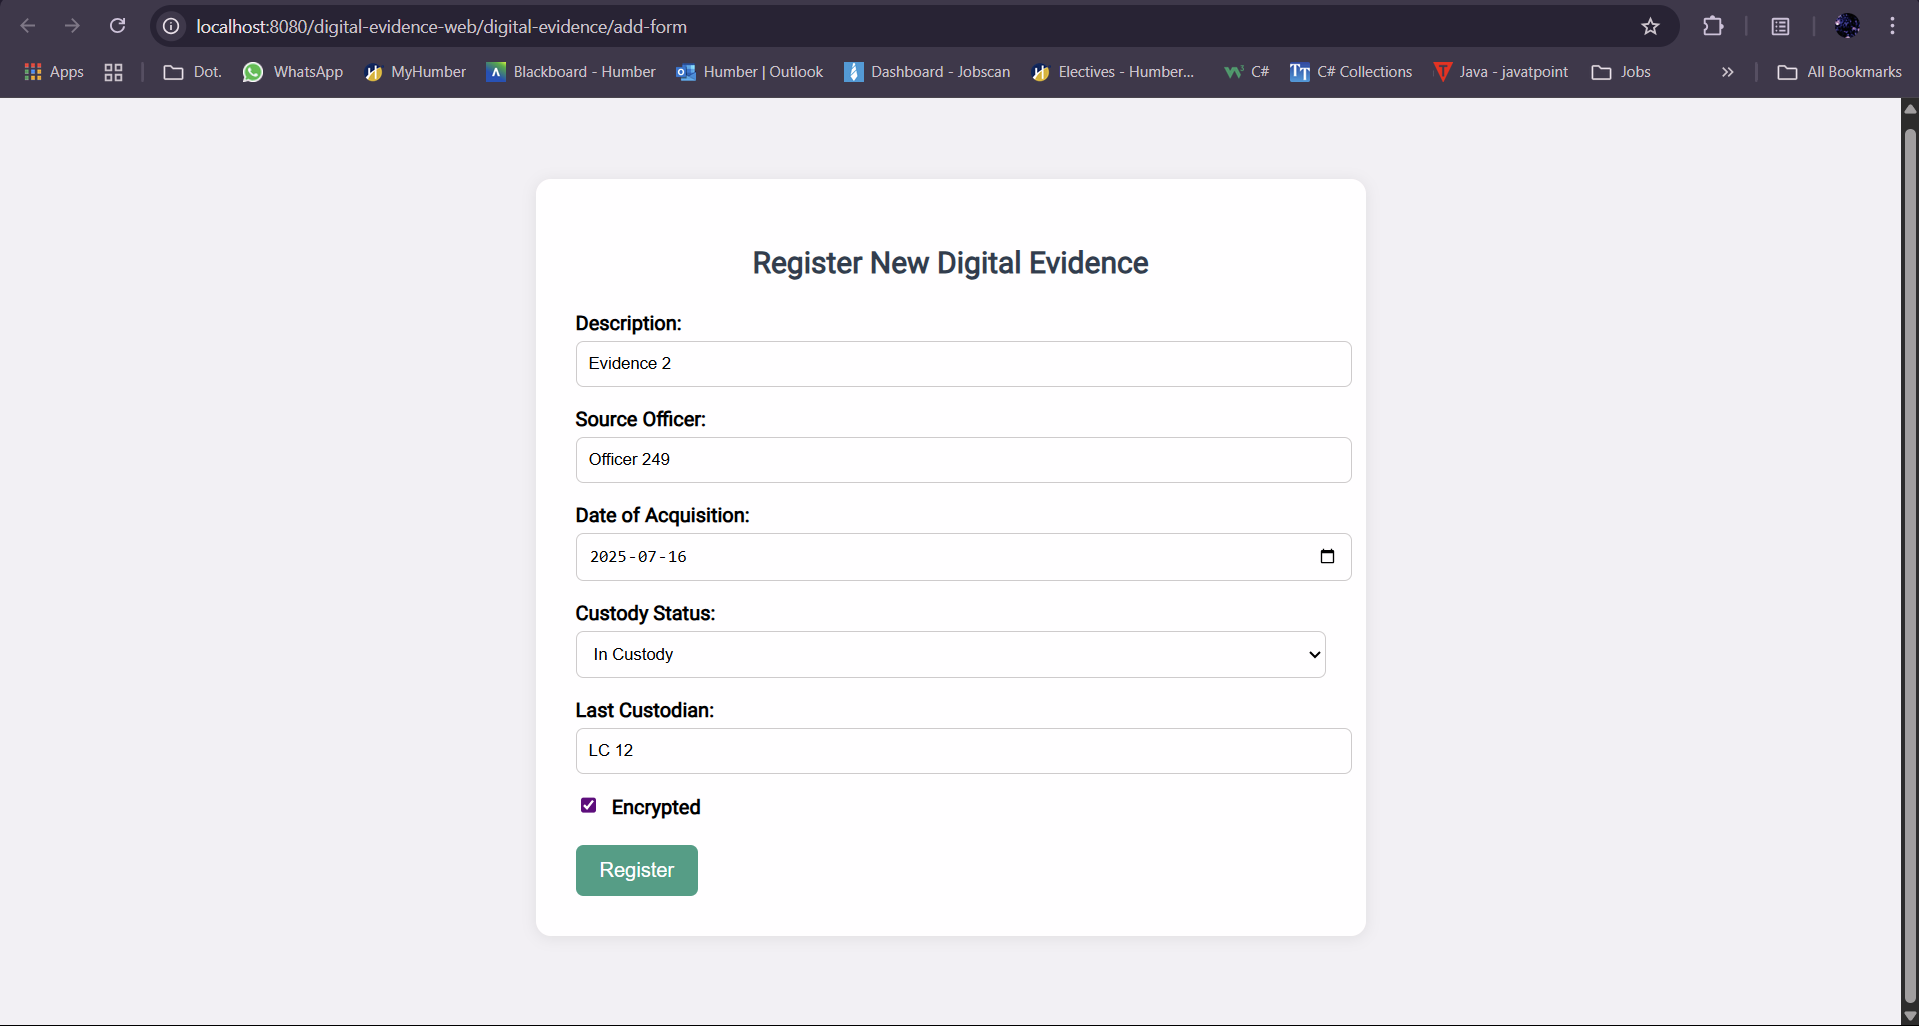 localhost:8080/digital-evidence-web/digital-evidence/add-form
Apps Dot. WhatsApp MyHumber Blackboard - Humber Humber | Outlook Dashboard - Jobscan Electives - Humber... C# C# Collections Java - javatpoint Jobs » All Bookmarks
Register New Digital Evidence
Description:
Evidence 2
Source Officer:
Officer 249
Date of Acquisition:
2025-07-16
Custody Status:
In Custody
Last Custodian:
LC 12
Encrypted
Register